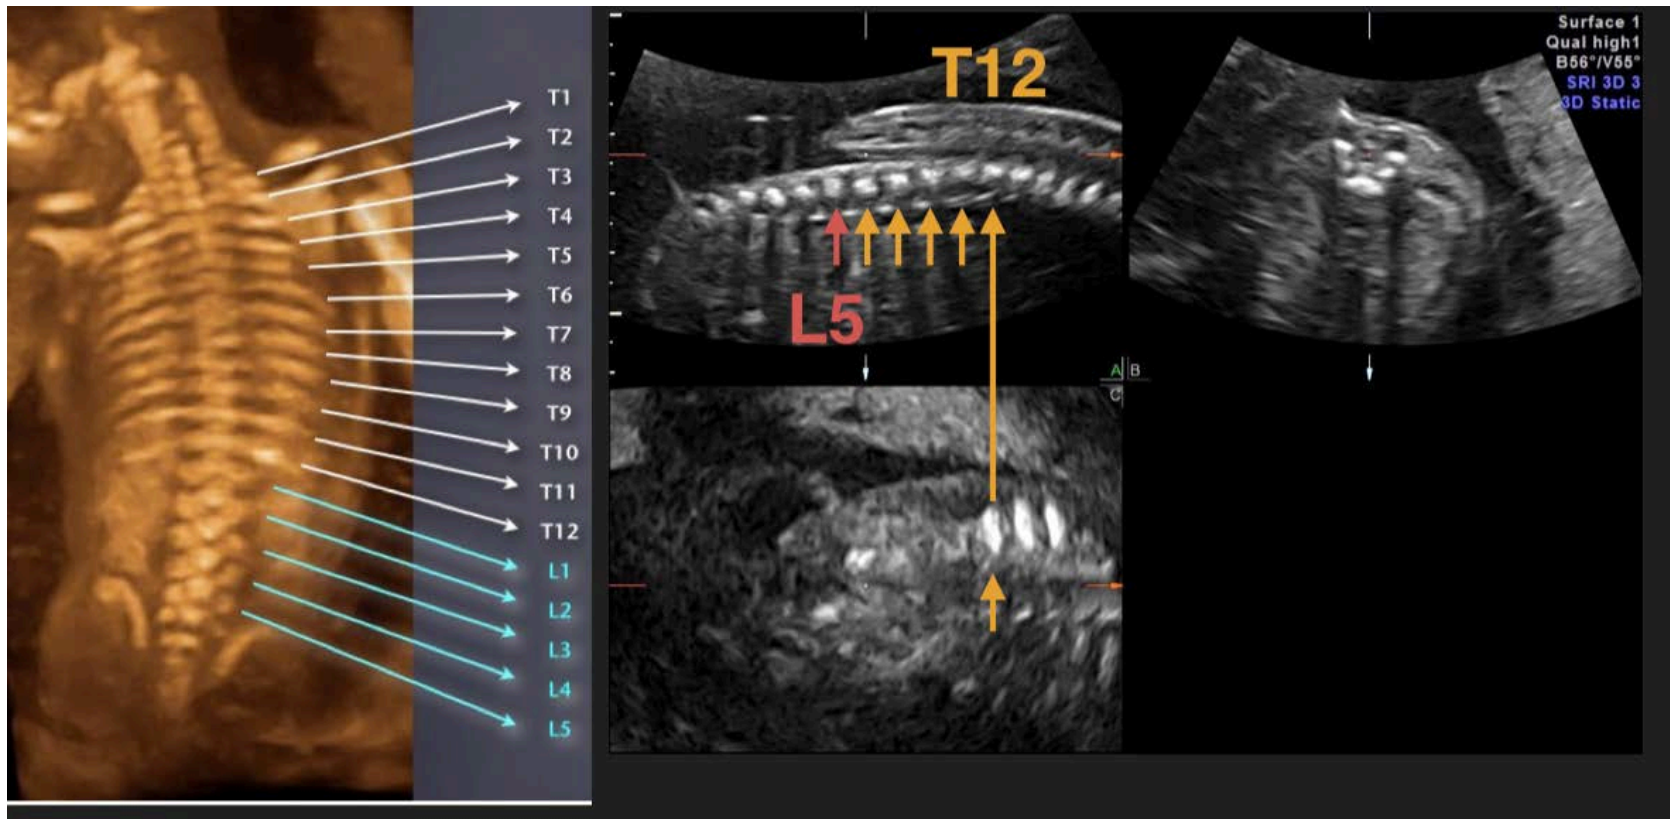 T1
T2
T3
T4
T5
T6
T7
T8
T9
T10
T11
T12
L1
L2
L3
L4
L5
T12
L5
Surface 1
Qual high1
B56°/V55°
SRI 3D 3
3D Static
A B
C